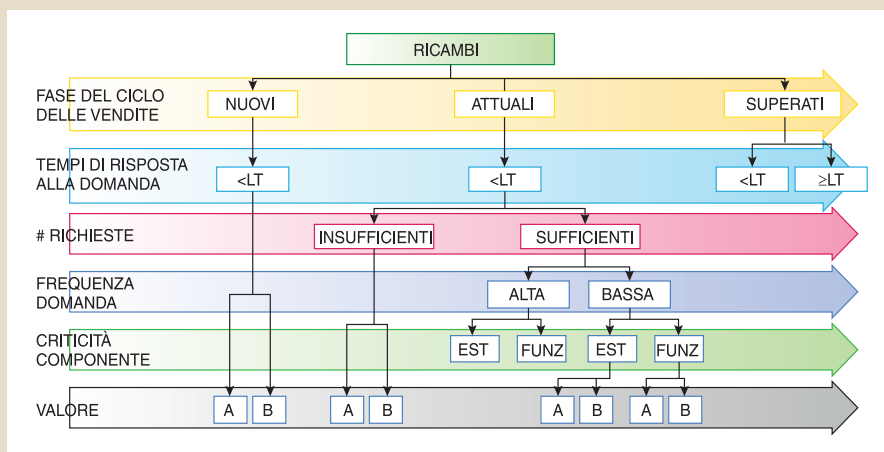 RICAMBI
FASE DEL CICLO
DELLE VENDITE
NUOVI
ATTUALI
SUPERATI
TEMPI DI RISPOSTA
ALLA DOMANDA
<LT
<LT
<LT
≥LT
# RICHIESTE
INSUFFICIENTI
SUFFICIENTI
FREQUENZA
DOMANDA
ALTA
BASSA
CRITICITÀ
COMPONENTE
EST
FUNZ
EST
FUNZ
VALORE
A
B
A
B
A
B
A
B